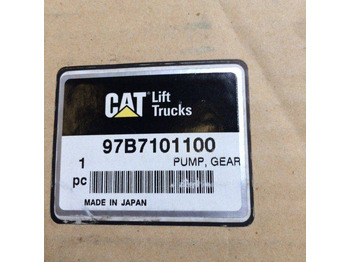 CAT Lift
Trucks
97B7101100
1 PUMP, GEAR
pc
MADE IN JAPAN